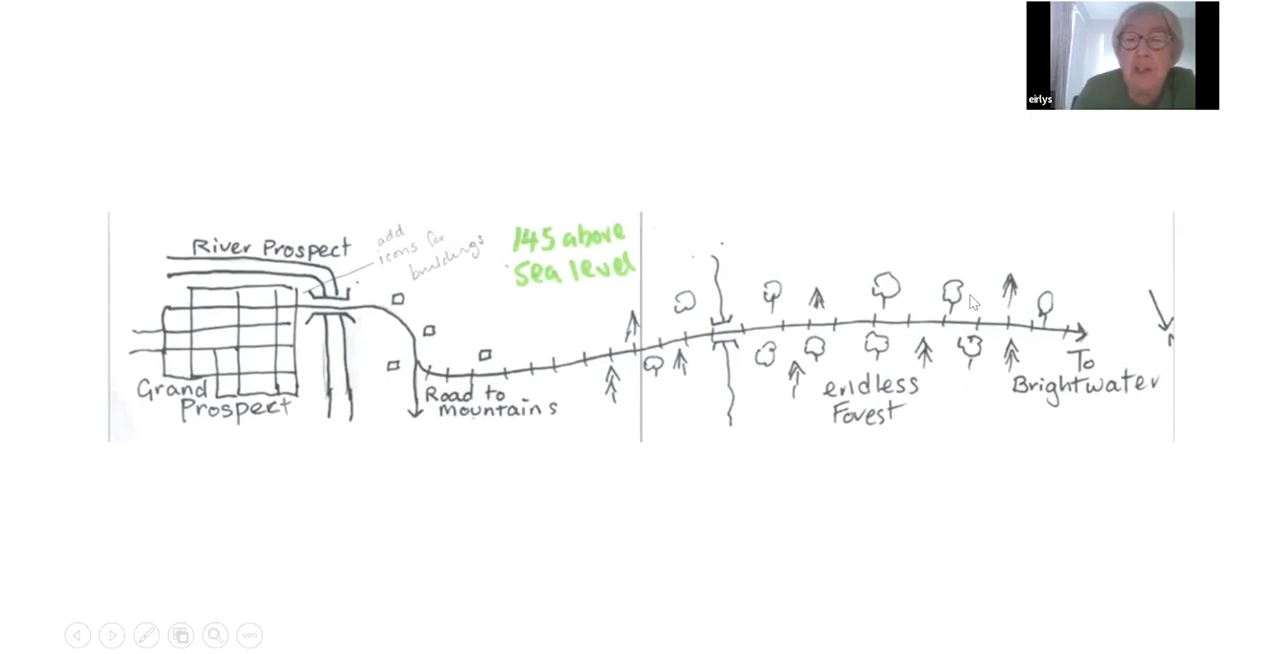 eirlys
River Prospect
add
icons for
buildings
145 above
sea level
Grand
Prospect
Road to
mountains
endless
Forest
To
Brightwater